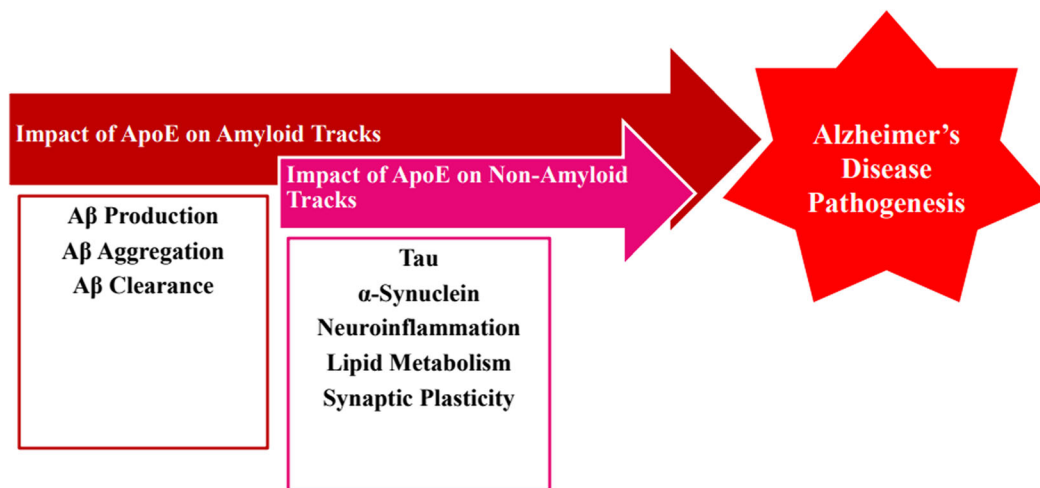 Impact of ApoE on Amyloid Tracks
Impact of ApoE on Non-Amyloid
Tracks
Aβ Production
Aβ Aggregation
Aβ Clearance
Tau
α-Synuclein
Neuroinflammation
Lipid Metabolism
Synaptic Plasticity
Alzheimer’s
Disease
Pathogenesis